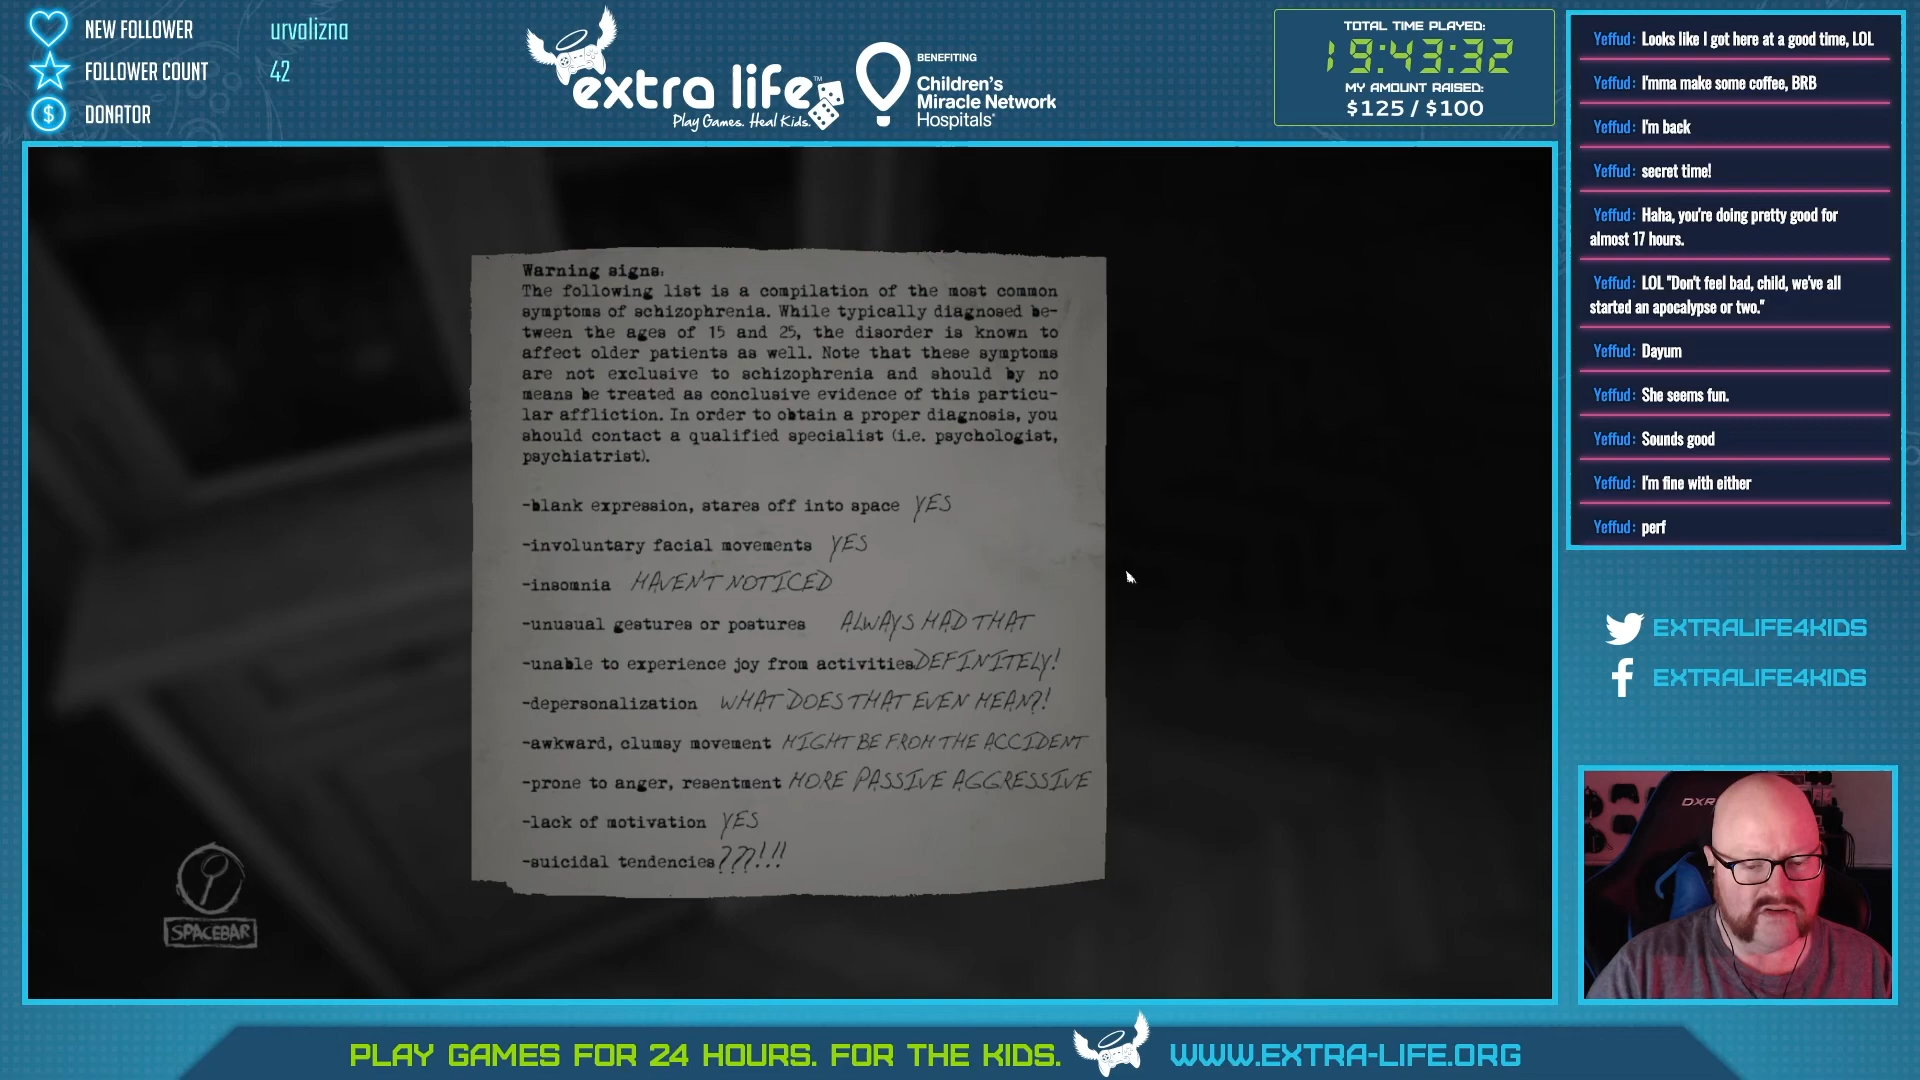 NEW FOLLOWER urvalizna
FOLLOWER COUNT 42
DONATOR
extra life™
Play Games. Heal Kids.
BENEFITING
Children's
Miracle Network
Hospitals®
TOTAL TIME PLAYED:
19:43:32
MY AMOUNT RAISED:
$125 / $100
Yeffud: Looks like I got here at a good time, LOL
Yeffud: I'mma make some coffee, BRB
Yeffud: I'm back
Yeffud: secret time!
Yeffud: Haha, you're doing pretty good for
almost 17 hours.
Yeffud: LOL "Don't feel bad, child, we've all
started an apocalypse or two."
Yeffud: Dayum
Yeffud: She seems fun.
Yeffud: Sounds good
Yeffud: I'm fine with either
Yeffud: perf
Warning signs:
The following list is a compilation of the most common
symptoms of schizophrenia. While typically diagnosed be-
tween the ages of 15 and 25, the disorder is known to
affect older patients as well. Note that these symptoms
are not exclusive to schizophrenia and should by no
means be treated as conclusive evidence of this particu-
lar affliction. In order to obtain a proper diagnosis, you
should contact a qualified specialist (i.e. psychologist,
psychiatrist).
-blank expression, stares off into space YES
-involuntary facial movements YES
-insomnia HAVEN'T NOTICED
-unusual gestures or postures ALWAYS HAD THAT
-unable to experience joy from activities DEFINITELY!
-depersonalization WHAT DOES THAT EVEN MEAN?!
-awkward, clumsy movement MIGHT BE FROM THE ACCIDENT
-prone to anger, resentment MORE PASSIVE AGGRESSIVE
-lack of motivation YES
-suicidal tendencies ???!!!
SPACEBAR
EXTRALIFE4KIDS
EXTRALIFE4KIDS
DXR
PLAY GAMES FOR 24 HOURS. FOR THE KIDS. WWW.EXTRA-LIFE.ORG